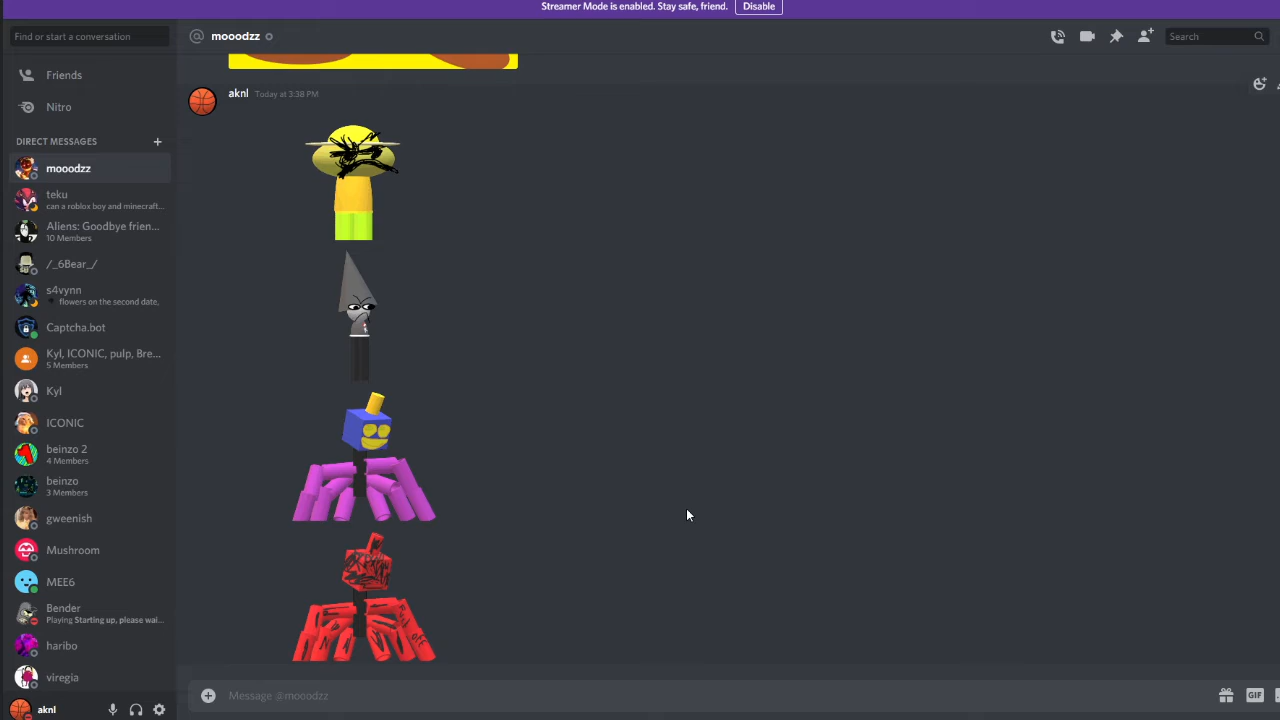 Streamer Mode is enabled. Stay safe, friend. Disable
Find or start a conversation
mooodzz
Search
Friends
Nitro
DIRECT MESSAGES
mooodzz
teku
can a roblox boy and minecraft...
Aliens: Goodbye frien...
10 Members
/_6Bear_/
s4vynn
flowers on the second date,
Captcha.bot
Kyl, ICONIC, pulp, Bre...
5 Members
Kyl
ICONIC
beinzo 2
4 Members
beinzo
3 Members
gweenish
Mushroom
MEE6
Bender
Playing Starting up, please wai...
haribo
viregia
aknl
aknl Today at 3:38 PM
Message @mooodzz
GIF